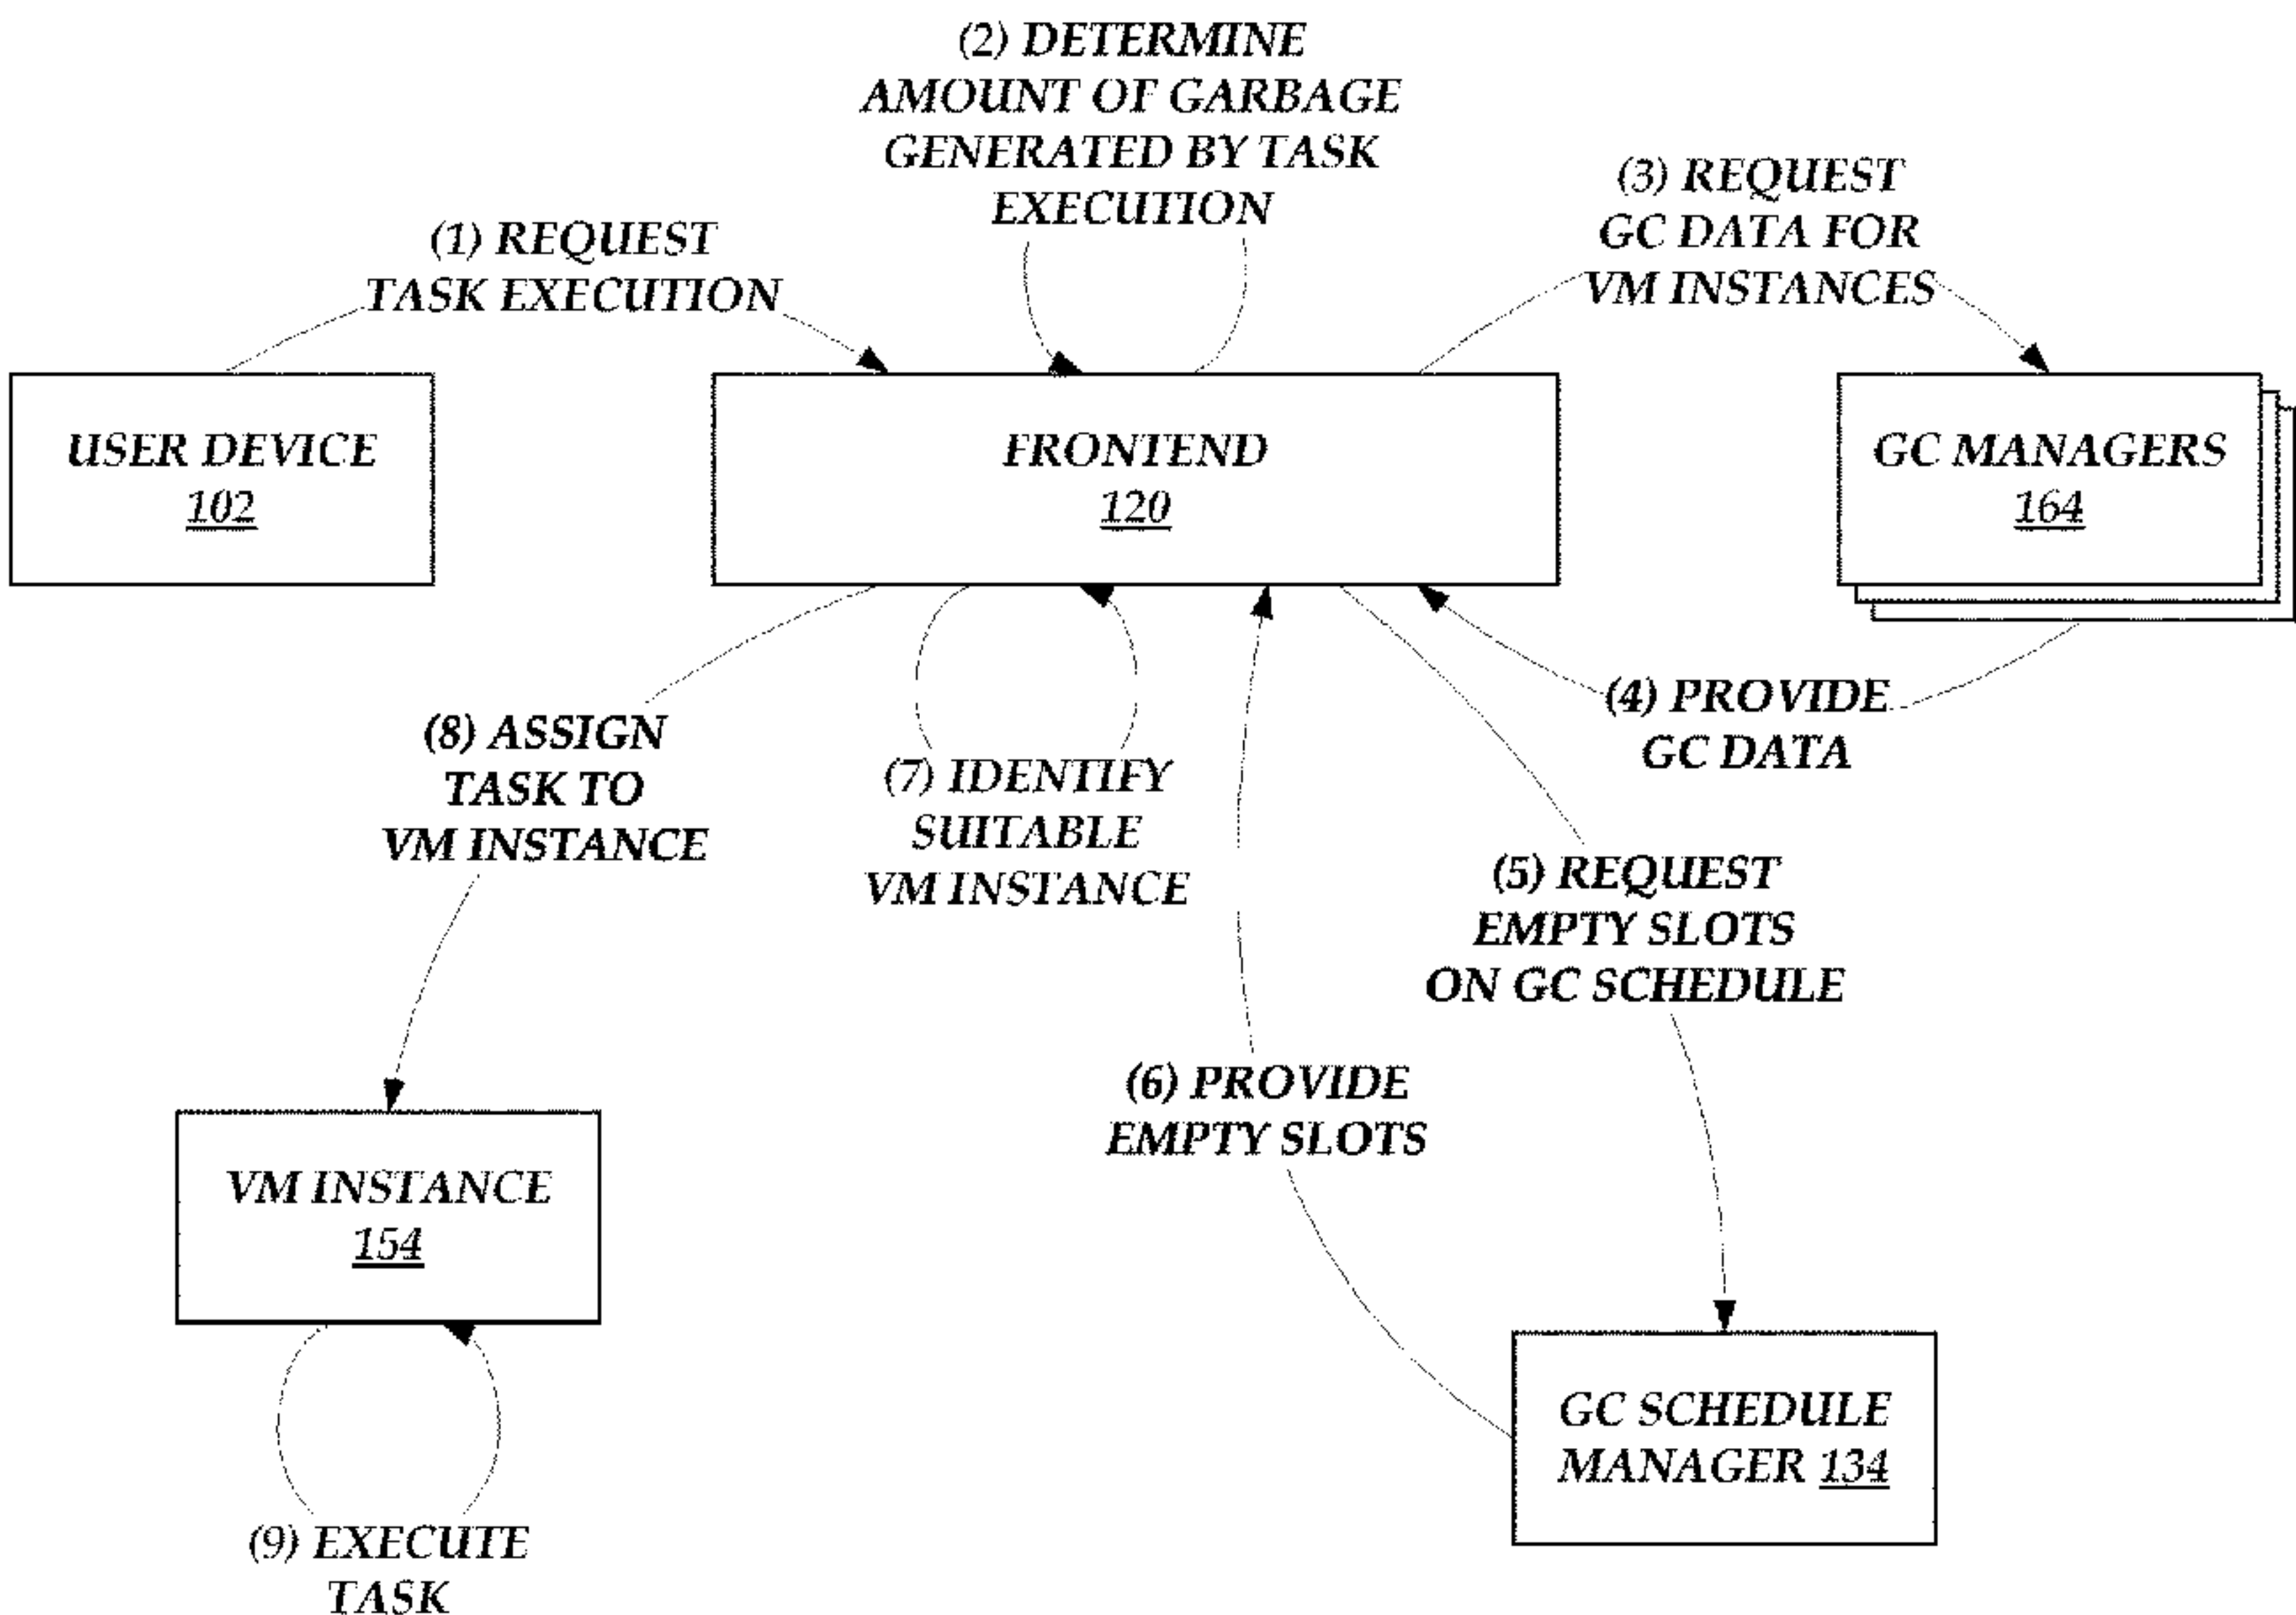 (2) DETERMINE
AMOUNT OF GARBAGE
GENERATED BY TASK
EXECUTION
(1) REQUEST
TASK EXECUTION
(3) REQUEST
GC DATA FOR
VM INSTANCES
USER DEVICE
102
FRONTEND
120
GC MANAGERS
164
(4) PROVIDE
GC DATA
(8) ASSIGN
TASK TO
VM INSTANCE
(7) IDENTIFY
SUITABLE
VM INSTANCE
(5) REQUEST
EMPTY SLOTS
ON GC SCHEDULE
(6) PROVIDE
EMPTY SLOTS
VM INSTANCE
154
GC SCHEDULE
MANAGER 134
(9) EXECUTE
TASK